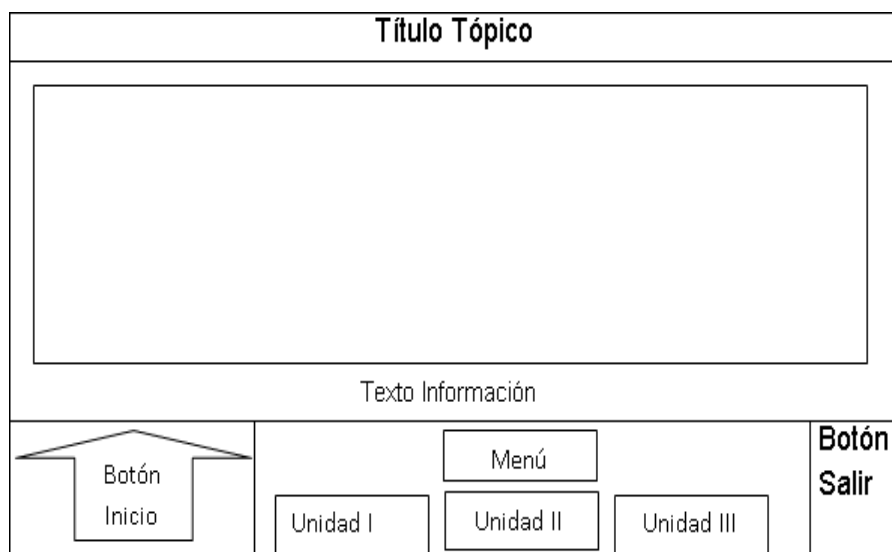 Título Tópico
Texto Información
Botón
Inicio
Menú
Unidad I
Unidad II
Unidad III
Botón
Salir